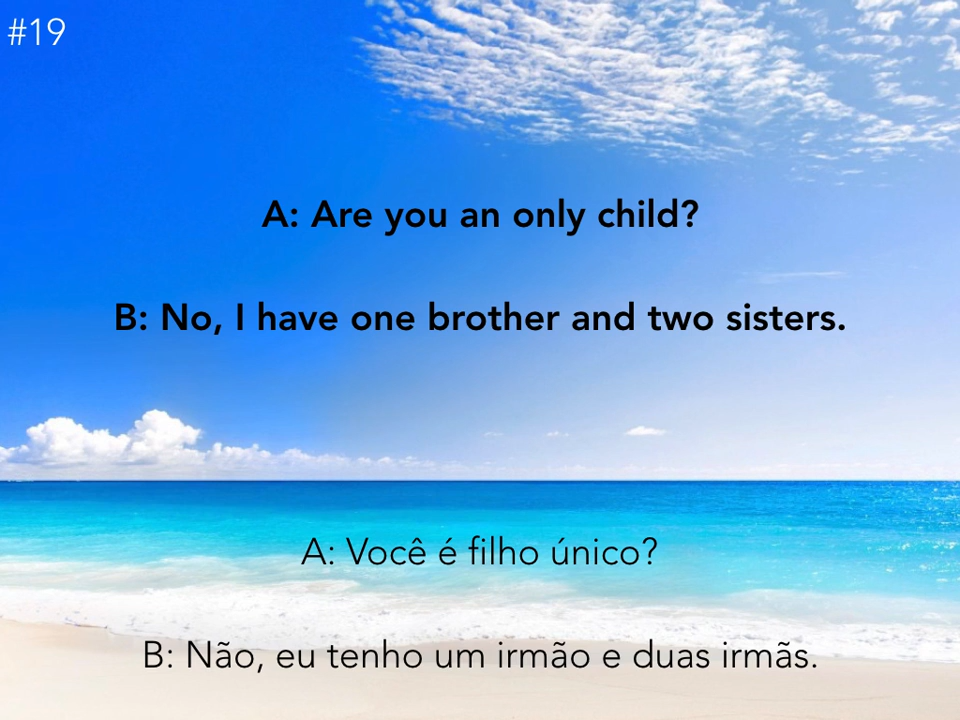 #19
A: Are you an only child?
B: No, I have one brother and two sisters.
A: Você é filho único?
B: Não, eu tenho um irmão e duas irmãs.